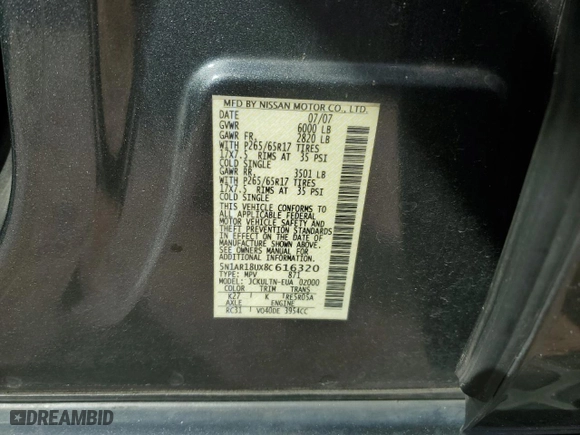 MFD BY NISSAN MOTOR CO., LTD.
DATE 07/07
GVWR 6000 LB
GAWR FR. 2820 LB
WITH P265/65R17 TIRES
17X7.5 RIMS AT 35 PSI
COLD SINGLE
GAWR RR. 3501 LB
WITH P265/65R17 TIRES
17X7.5 RIMS AT 35 PSI
COLD SINGLE
THIS VEHICLE CONFORMS TO
ALL APPLICABLE FEDERAL
MOTOR VEHICLE SAFETY AND
THEFT PREVENTION STANDARDS
IN EFFECT ON THE DATE OF
MANUFACTURE SHOWN ABOVE.
SEE OWNERS MANUAL FOR
ADDITIONAL INFORMATION.
5N1AR18UX8C616320
TYPE: MPV 871
MODEL: JCKULTN-EUA 02000
COLOR TRIM TRANS
K27 K TRE5R05A
AXLE ENGINE
RC31 VQ40DE 3954CC
DREAMBID